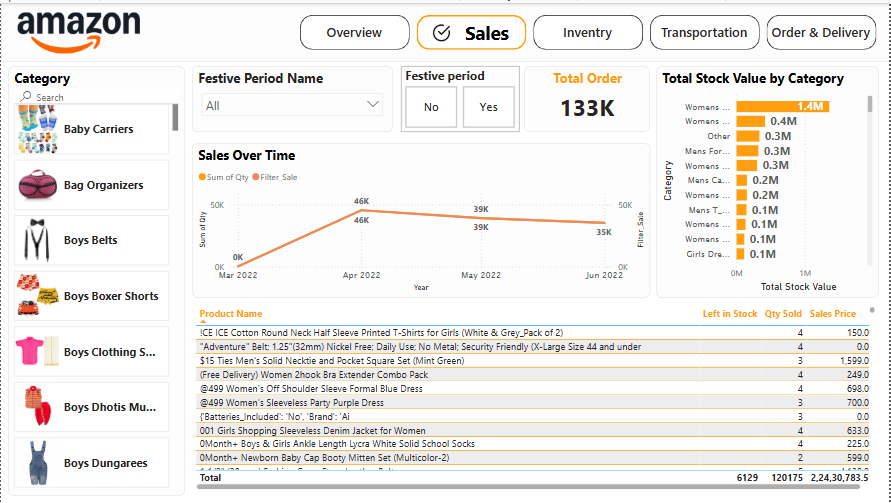 amazon
Overview
Sales
Inventry
Transportation
Order & Delivery
Category
Search
Baby Carriers
Bag Organizers
Boys Belts
Boys Boxer Shorts
Boys Clothing S...
Boys Dhotis Mu...
Boys Dungarees
Festive Period Name
All
Festive period
No
Yes
Total Order
133K
Sales Over Time
Sum of Qty
Filter_Sale
Sum of Qty
50K
0K
0K
46K
46K
39K
39K
35K
50K
0K
Filter_Sale
Mar 2022
Apr 2022
May 2022
Jun 2022
Year
Total Stock Value by Category
Category
Womens ... 1.4M
Womens ... 0.4M
Other 0.3M
Mens For... 0.3M
Womens ... 0.3M
Mens Ca... 0.2M
Womens ... 0.2M
Mens T_... 0.1M
Womens ... 0.1M
Womens ... 0.1M
Girls Dre... 0.1M
0M 1M
Total Stock Value
Product Name Left in Stock Qty Sold Sales Price
!CE ICE Cotton Round Neck Half Sleeve Printed T-Shirts for Girls (White & Grey_Pack of 2) 4 150.0
"Adventure" Belt; 1.25"(32mm) Nickel Free; Daily Use; No Metal; Security Friendly (X-Large Size 44 and under 4 0.0
$15 Ties Men's Solid Necktie and Pocket Square Set (Mint Green) 3 1,599.0
(Free Delivery) Women 2hook Bra Extender Combo Pack 4 249.0
@499 Women's Off Shoulder Sleeve Formal Blue Dress 4 698.0
@499 Women's Sleeveless Party Purple Dress 3 700.0
{'Batteries_Included': 'No', 'Brand': 'Ai 3 0.0
001 Girls Shopping Sleeveless Denim Jacket for Women 4 633.0
0Month+ Boys & Girls Ankle Length Lycra White Solid School Socks 4 225.0
0Month+ Newborn Baby Cap Booty Mitten Set (Multicolor-2) 2 599.0
Total 6129 120175 2,24,30,783.5